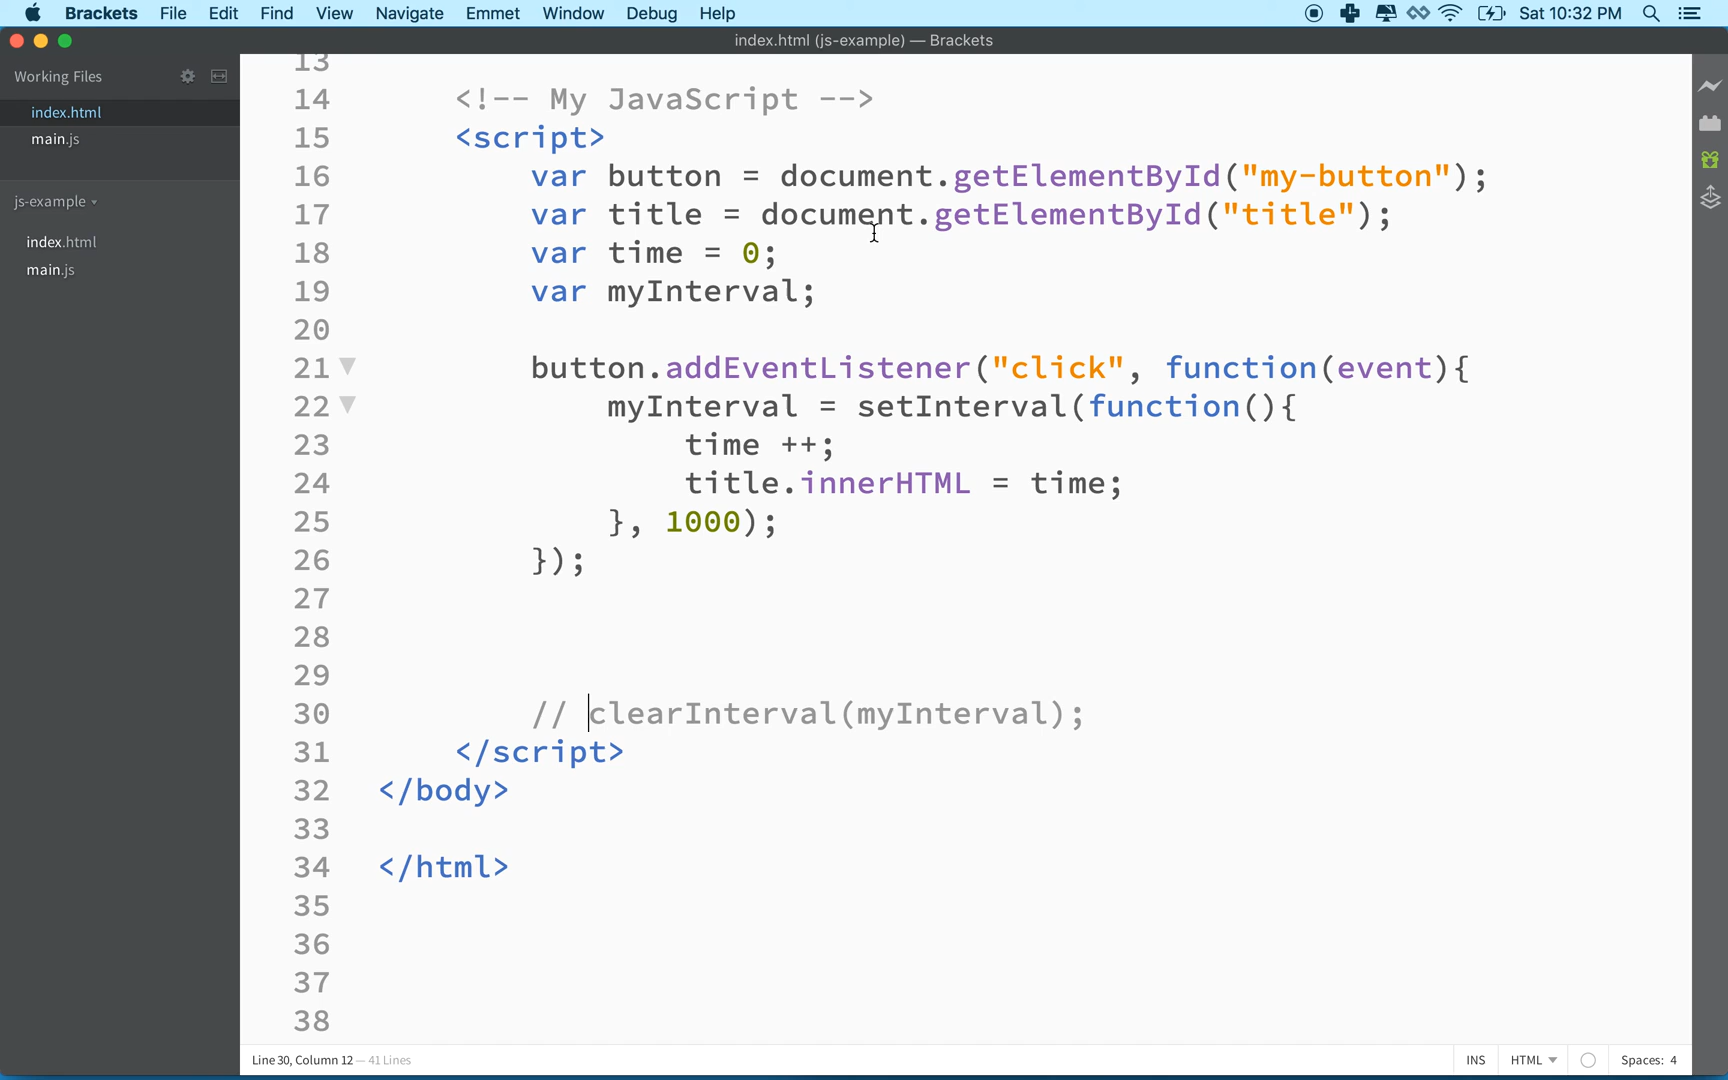 Brackets File Edit Find View Navigate Emmet Window Debug Help Sat 10:32 PM
index.html (js-example) — Brackets
Working Files
index.html
main.js
js-example
index.html
main.js
13
14 <!-- My JavaScript -->
15 <script>
16 var button = document.getElementById("my-button");
17 var title = document.getElementById("title");
18 var time = 0;
19 var myInterval;
20
21 button.addEventListener("click", function(event){
22 myInterval = setInterval(function(){
23 time ++;
24 title.innerHTML = time;
25 }, 1000);
26 });
27
28
29
30 // clearInterval(myInterval);
31 </script>
32 </body>
33
34 </html>
35
36
37
38
Line 30, Column 12 — 41 Lines INS HTML Spaces: 4